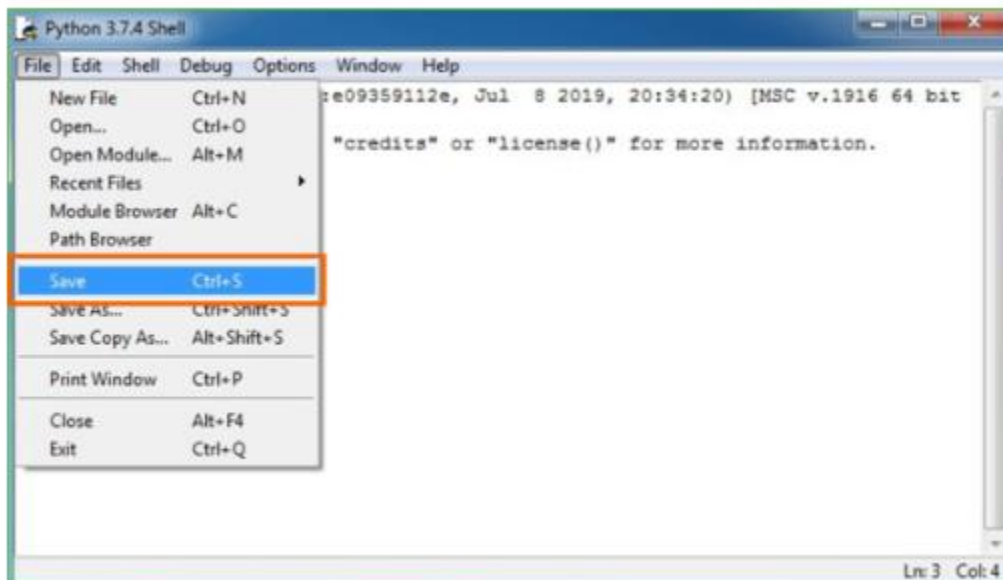 Python 3.7.4 Shell
File Edit Shell Debug Options Window Help
:e09359112e, Jul 8 2019, 20:34:20) [MSC v.1916 64 bit
"credits" or "license()" for more information.
New File Ctrl+N
Open... Ctrl+O
Open Module... Alt+M
Recent Files
Module Browser Alt+C
Path Browser
Save Ctrl+S
Save As... Ctrl+Shift+S
Save Copy As... Alt+Shift+S
Print Window Ctrl+P
Close Alt+F4
Exit Ctrl+Q
Ln: 3 Col: 4